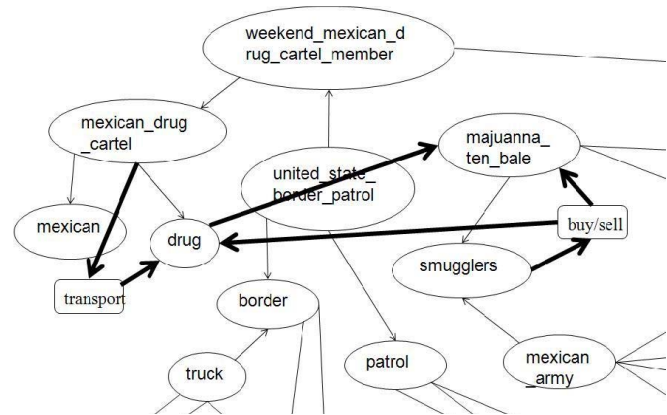 weekend_mexican_d
rug_cartel_member
mexican_drug
_cartel
majuanna_
ten_bale
united_state_
border_patrol
mexican
drug
buy/sell
smugglers
transport
border
truck
patrol
mexican
_army